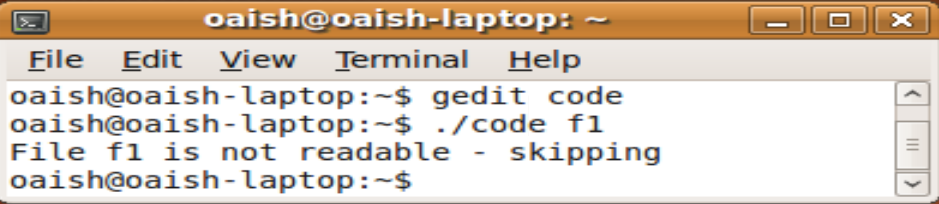 oaish@oaish-laptop: ~
File Edit View Terminal Help
oaish@oaish-laptop:~$ gedit code
oaish@oaish-laptop:~$ ./code f1
File f1 is not readable - skipping
oaish@oaish-laptop:~$